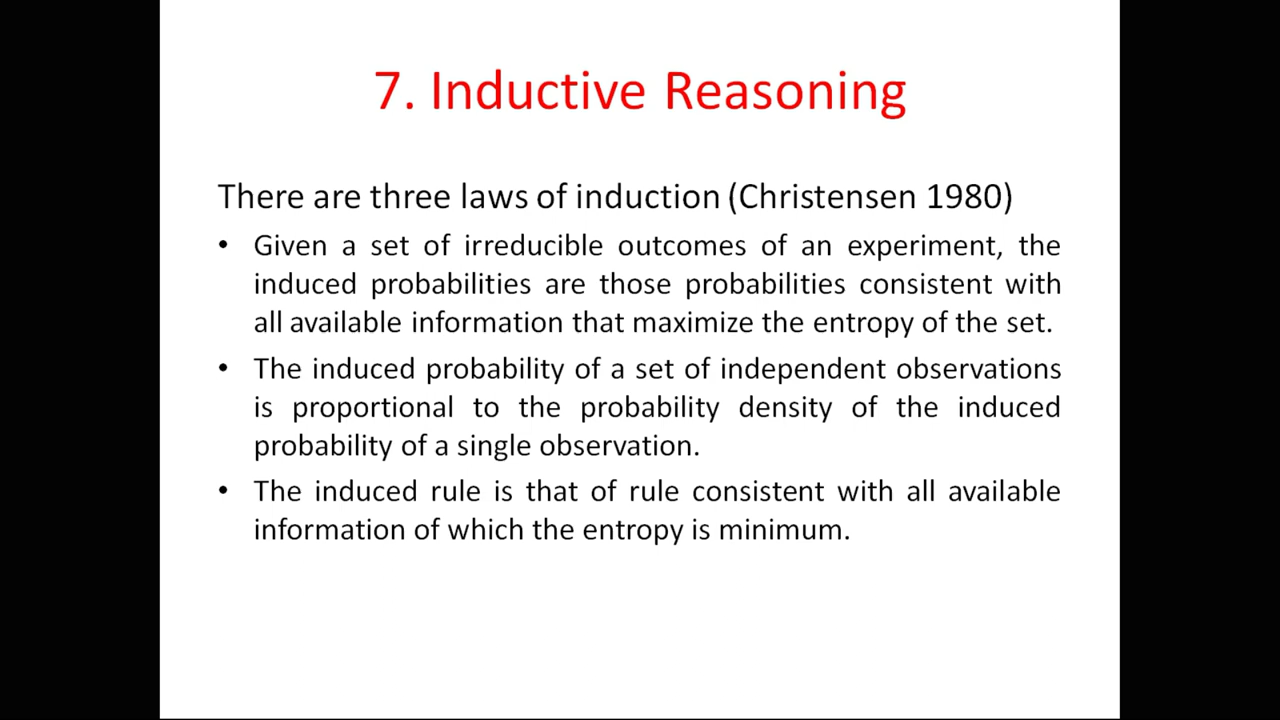 7. Inductive Reasoning
There are three laws of induction (Christensen 1980)
• Given a set of irreducible outcomes of an experiment, the
induced probabilities are those probabilities consistent with
all available information that maximize the entropy of the set.
• The induced probability of a set of independent observations
is proportional to the probability density of the induced
probability of a single observation.
• The induced rule is that of rule consistent with all available
information of which the entropy is minimum.